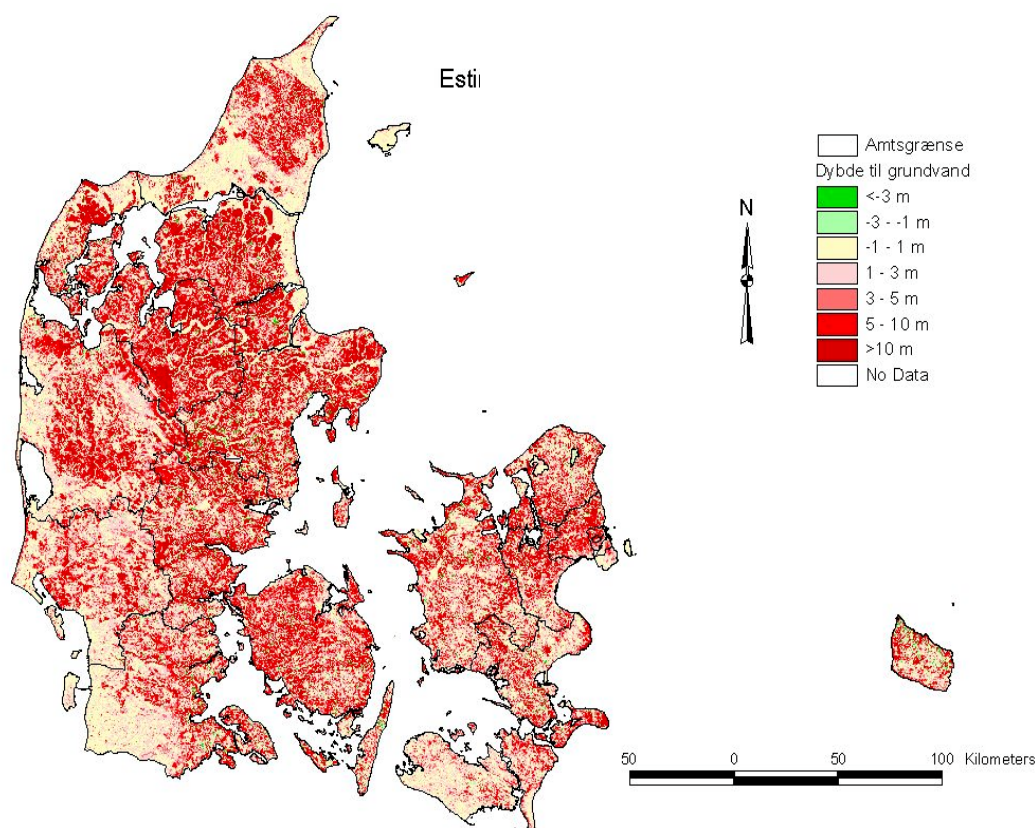 Esti
Amtsgrænse
Dybde til grundvand
<-3 m
-3 - -1 m
-1 - 1 m
1 - 3 m
3 - 5 m
5 - 10 m
>10 m
No Data
N
50 0 50 100 Kilometers